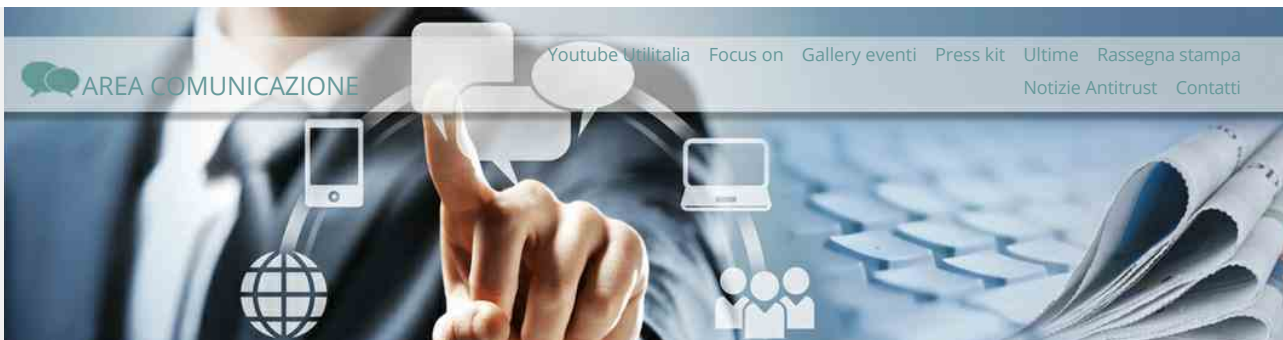 Youtube Utilitalia Focus on Gallery eventi Press kit Ultime Rassegna stampa
AREA COMUNICAZIONE
Notizie Antitrust Contatti